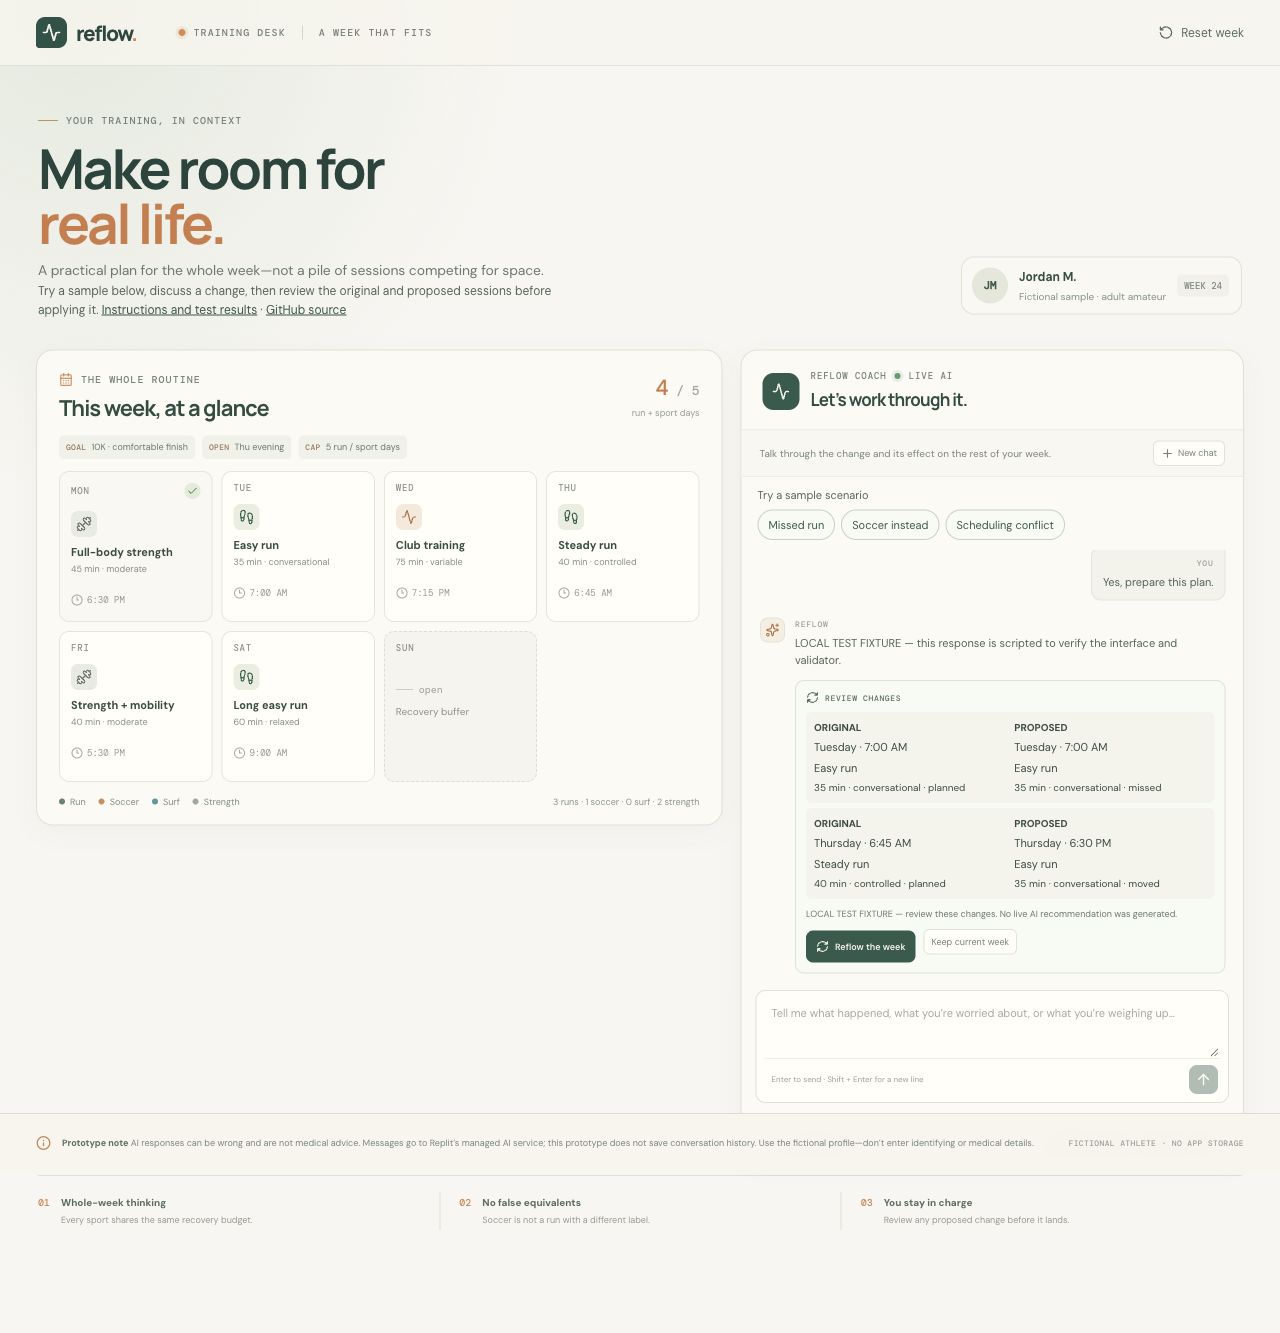 reflow.
TRAINING DESK
A WEEK THAT FITS
Reset week
YOUR TRAINING, IN CONTEXT
Make room for
real life.
A practical plan for the whole week—not a pile of sessions competing for space.
Try a sample below, discuss a change, then review the original and proposed sessions before
applying it. Instructions and test results · GitHub source
JM
Jordan M.
Fictional sample · adult amateur
WEEK 24
THE WHOLE ROUTINE
This week, at a glance
4 / 5
run + sport days
GOAL 10K · comfortable finish
OPEN Thu evening
CAP 5 run / sport days
MON
Full-body strength
45 min · moderate
6:30 PM
TUE
Easy run
35 min · conversational
7:00 AM
WED
Club training
75 min · variable
7:15 PM
THU
Steady run
40 min · controlled
6:45 AM
FRI
Strength + mobility
40 min · moderate
5:30 PM
SAT
Long easy run
60 min · relaxed
9:00 AM
SUN
open
Recovery buffer
Run
Soccer
Surf
Strength
3 runs · 1 soccer · 0 surf · 2 strength
REFLOW COACH
LIVE AI
Let's work through it.
Talk through the change and its effect on the rest of your week.
New chat
Try a sample scenario
Missed run
Soccer instead
Scheduling conflict
YOU
Yes, prepare this plan.
REFLOW
LOCAL TEST FIXTURE — this response is scripted to verify the interface and
validator.
REVIEW CHANGES
ORIGINAL
Tuesday · 7:00 AM
Easy run
35 min · conversational · planned
PROPOSED
Tuesday · 7:00 AM
Easy run
35 min · conversational · missed
ORIGINAL
Thursday · 6:45 AM
Steady run
40 min · controlled · planned
PROPOSED
Thursday · 6:30 PM
Easy run
35 min · conversational · moved
LOCAL TEST FIXTURE — review these changes. No live AI recommendation was generated.
Reflow the week
Keep current week
Tell me what happened, what you're worried about, or what you're weighing up…
Enter to send · Shift + Enter for a new line
Prototype note AI responses can be wrong and are not medical advice. Messages go to Replit's managed AI service; this prototype does not save conversation history. Use the fictional profile—don't enter identifying or medical details.
FICTIONAL ATHLETE · NO APP STORAGE
01
Whole-week thinking
Every sport shares the same recovery budget.
02
No false equivalents
Soccer is not a run with a different label.
03
You stay in charge
Review any proposed change before it lands.